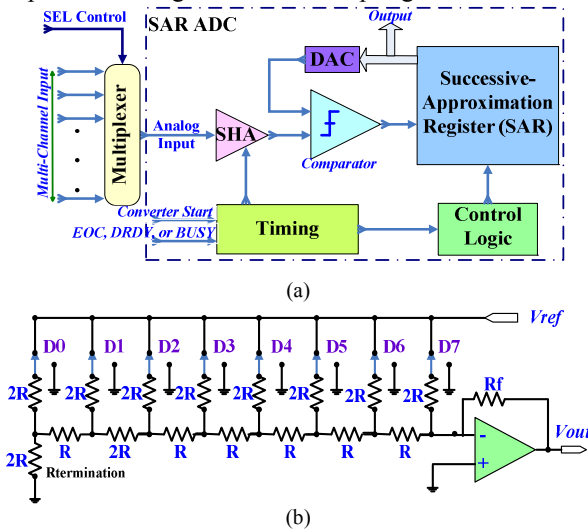 SEL Control
SAR ADC
Output
DAC
Successive-
Approximation
Register (SAR)
Multi-Channel Input
Multiplexer
Analog
Input
SHA
Comparator
Converter Start
EOC, DRDY, or BUSY
Timing
Control
Logic
(a)
Vref
D0 D1 D2 D3 D4 D5 D6 D7
2R 2R 2R 2R 2R 2R 2R 2R
Rf
R 2R R R R R R
2R
Rtermination
-
+
Vout
(b)